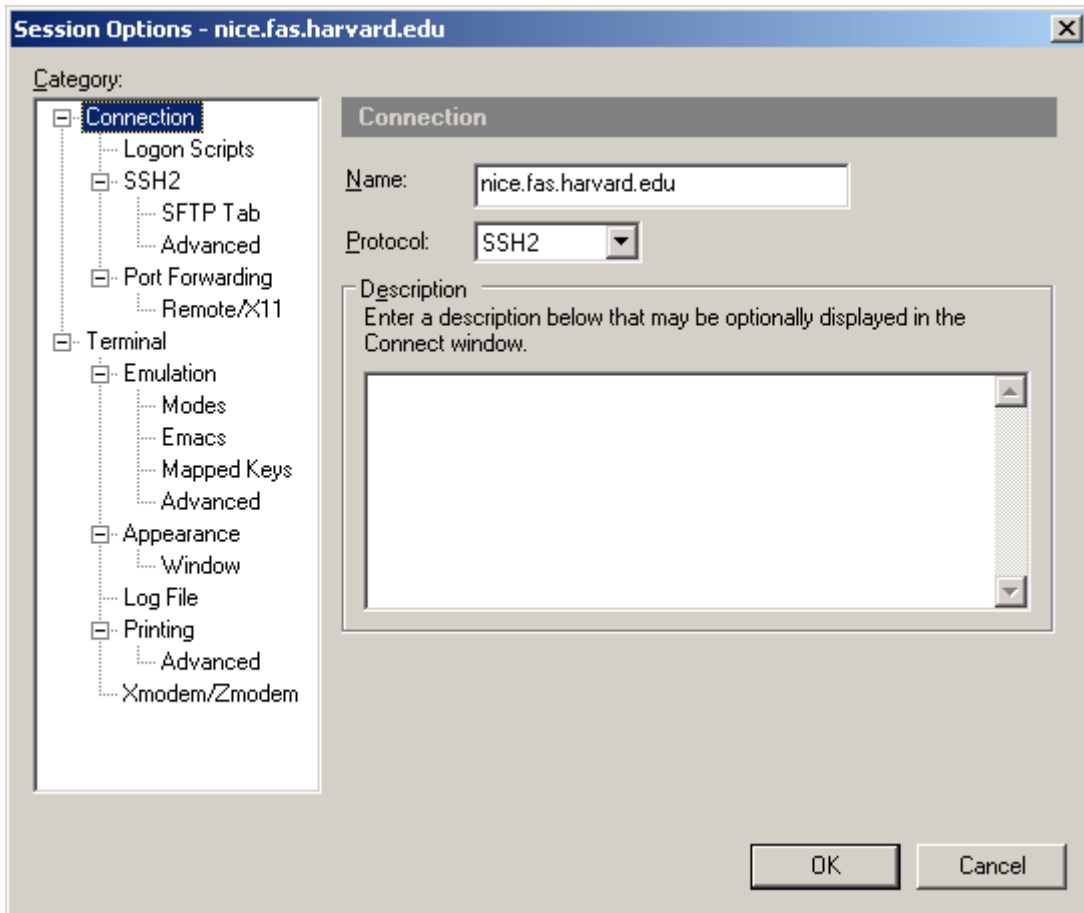 Session Options - nice.fas.harvard.edu
Category:
Connection
Logon Scripts
SSH2
SFTP Tab
Advanced
Port Forwarding
Remote/X11
Terminal
Emulation
Modes
Emacs
Mapped Keys
Advanced
Appearance
Window
Log File
Printing
Advanced
Xmodem/Zmodem
Connection
Name: nice.fas.harvard.edu
Protocol: SSH2
Description
Enter a description below that may be optionally displayed in the
Connect window.
OK Cancel